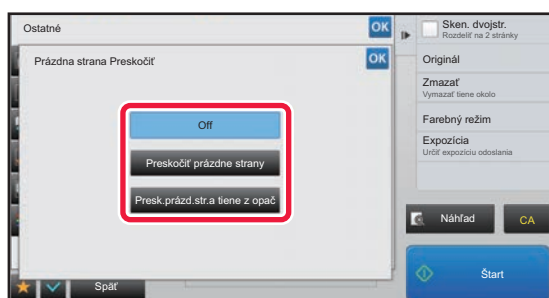 Ostatné
OK
Prázdna strana Preskočiť
OK
Off
Preskočiť prázdne strany
Presk.prázd.str.a tiene z opač
Späť
Sken. dvojstr.
Rozdeliť na 2 stránky
Originál
Zmazať
Vymazať tiene okolo
Farebný režim
Expozícia
Určiť expozíciu odoslania
Náhľad
CA
Štart